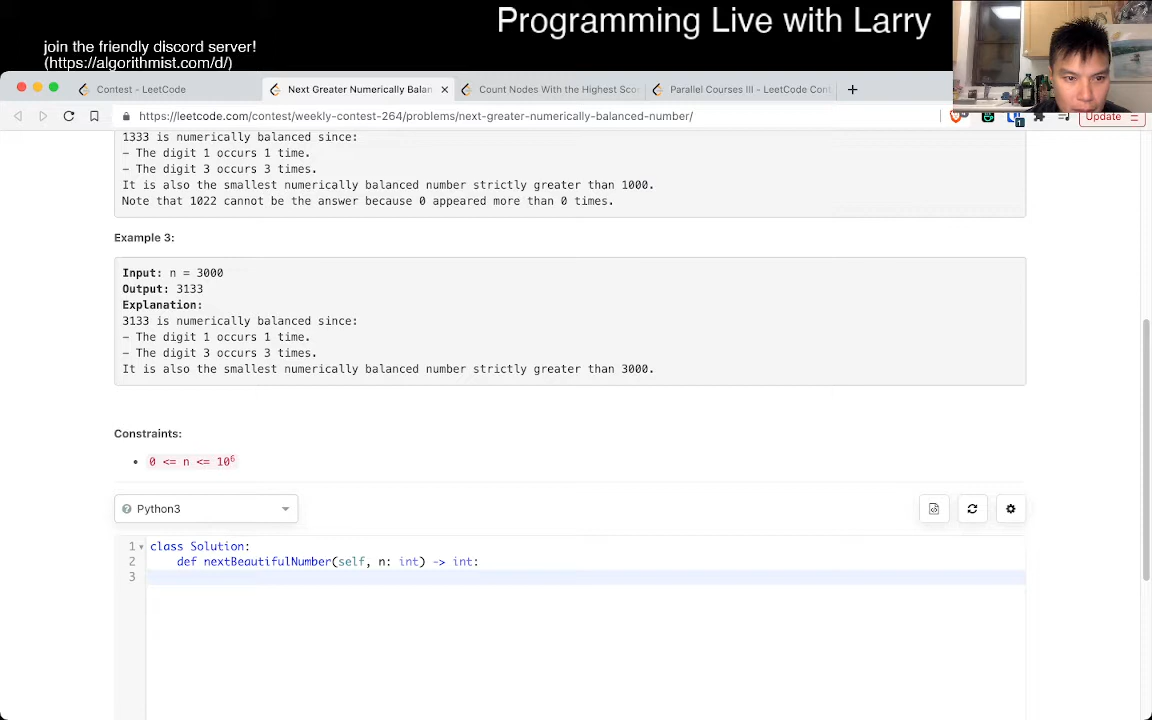 Programming Live with Larry
join the friendly discord server!
(https://algorithmist.com/d/)
Contest - LeetCode
Next Greater Numerically Balan
Count Nodes With the Highest Sco
Parallel Courses III - LeetCode Cont
https://leetcode.com/contest/weekly-contest-264/problems/next-greater-numerically-balanced-number/
1
Update
1333 is numerically balanced since:
- The digit 1 occurs 1 time.
- The digit 3 occurs 3 times.
It is also the smallest numerically balanced number strictly greater than 1000.
Note that 1022 cannot be the answer because 0 appeared more than 0 times.
Example 3:
Input: n = 3000
Output: 3133
Explanation:
3133 is numerically balanced since:
- The digit 1 occurs 1 time.
- The digit 3 occurs 3 times.
It is also the smallest numerically balanced number strictly greater than 3000.
Constraints:
• 0 <= n <= 10⁶
Python3
1 class Solution:
2 def nextBeautifulNumber(self, n: int) -> int:
3